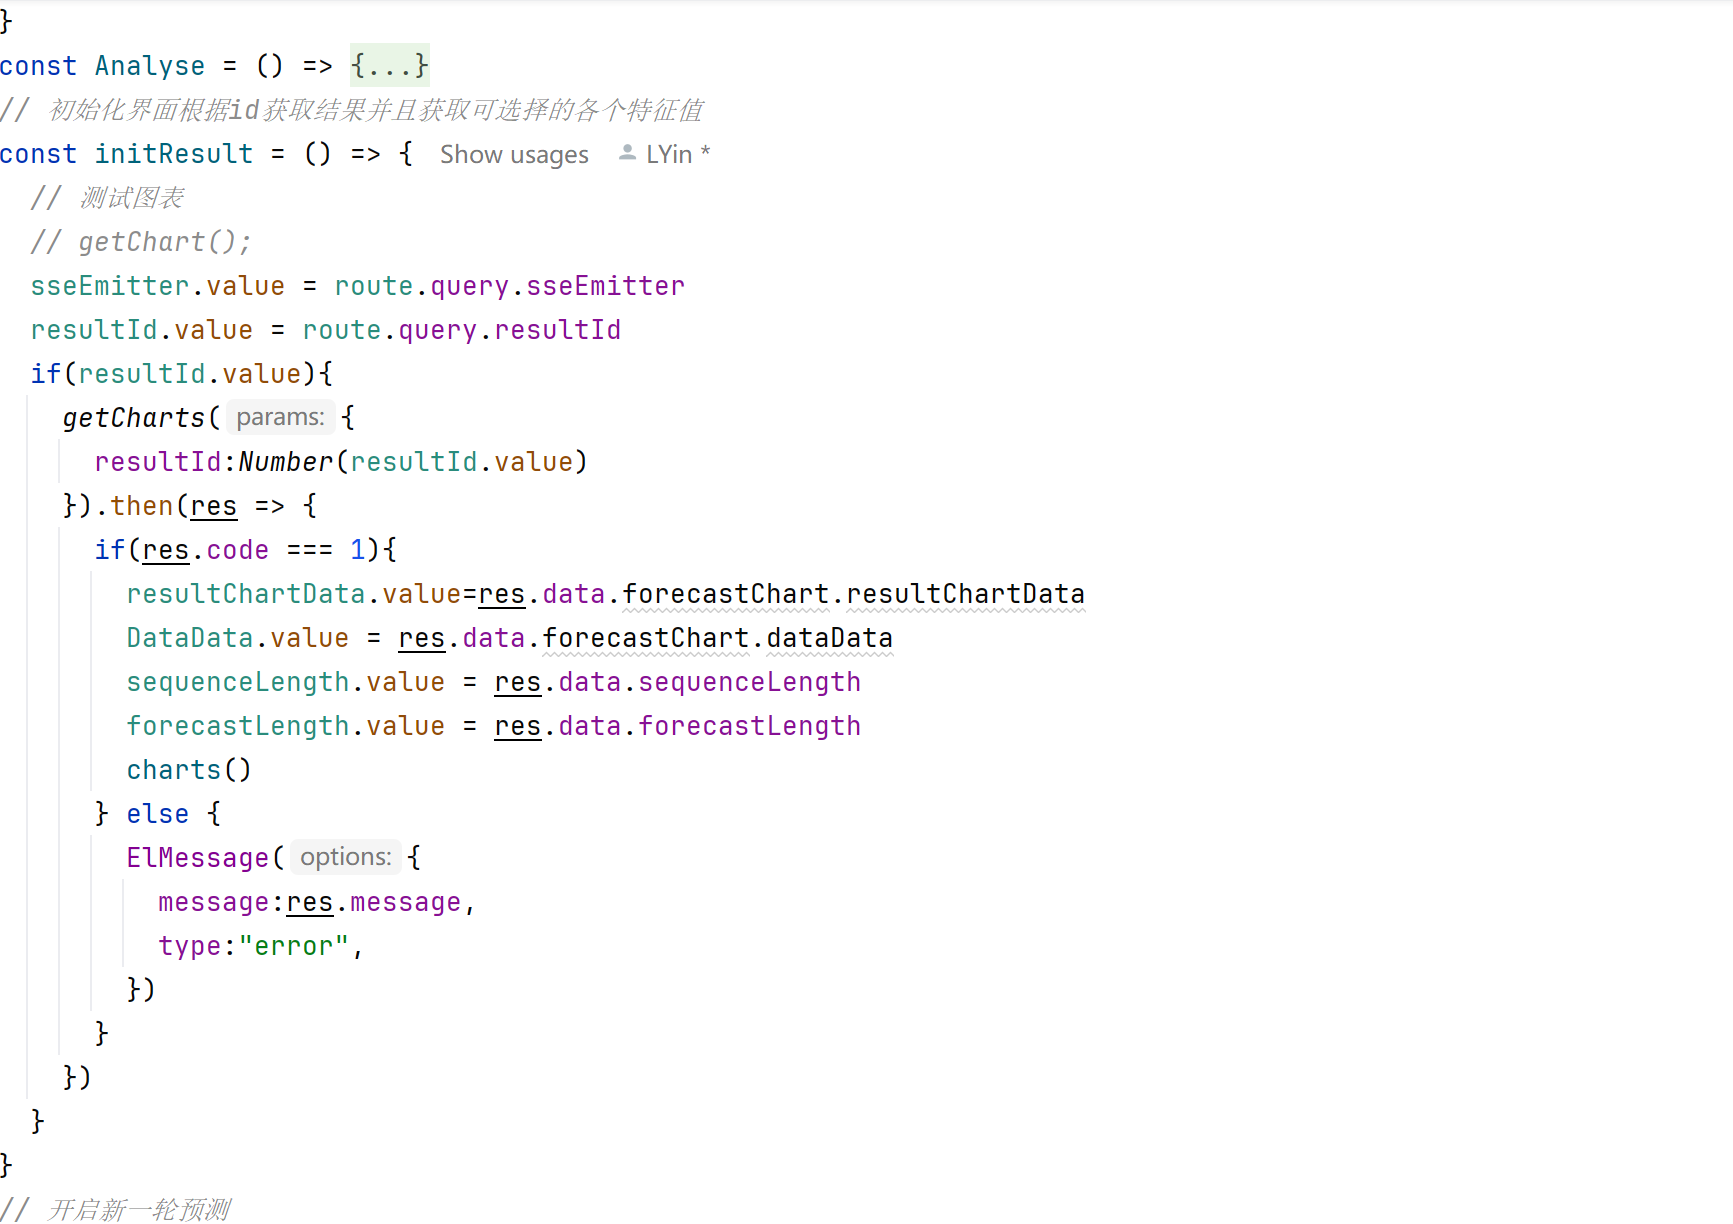 }
const Analyse = () => {...}
// 初始化界面根据id获取结果并且获取可选择的各个特征值
const initResult = () => { Show usages LYin *
// 测试图表
// getChart();
sseEmitter.value = route.query.sseEmitter
resultId.value = route.query.resultId
if(resultId.value){
getCharts( params: {
resultId:Number(resultId.value)
}).then(res => {
if(res.code === 1){
resultChartData.value=res.data.forecastChart.resultChartData
DataData.value = res.data.forecastChart.dataData
sequenceLength.value = res.data.sequenceLength
forecastLength.value = res.data.forecastLength
charts()
} else {
ElMessage( options: {
message:res.message,
type:"error",
})
}
})
}
}
// 开启新一轮预测